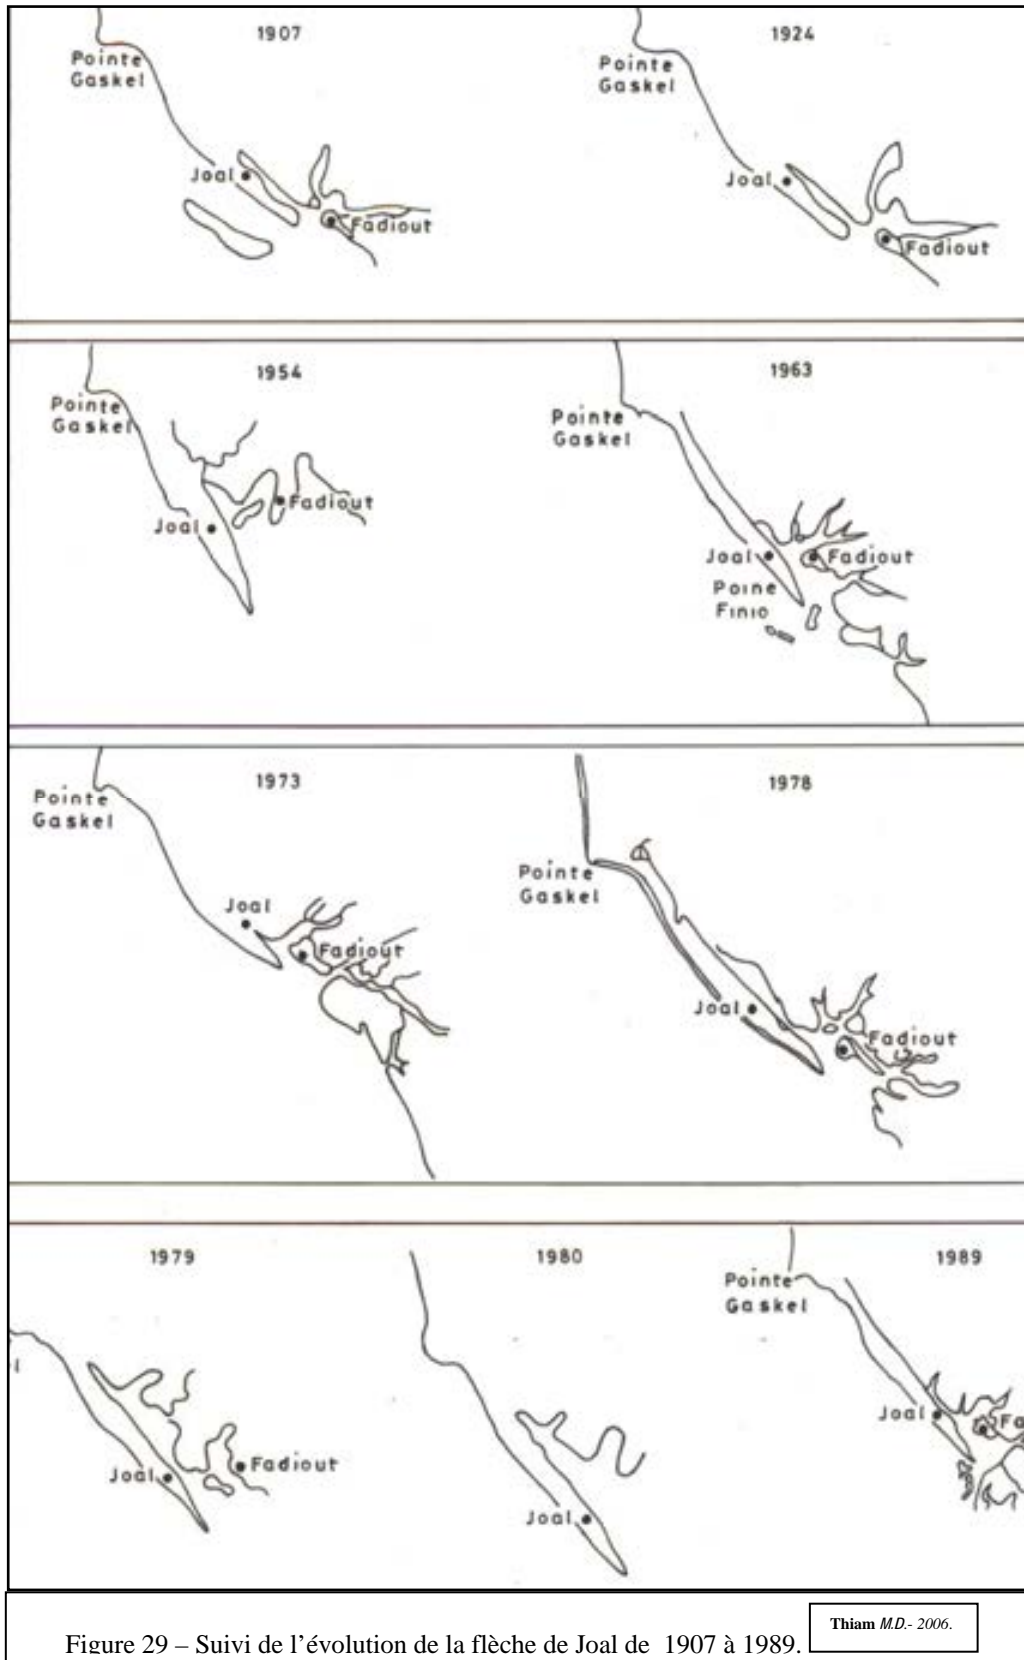 1907
Pointe
Gaskel
Joal
Fadiout
1924
Pointe
Gaskel
Joal
Fadiout
1954
Pointe
Gaskel
Joal
Fadiout
1963
Pointe
Gaskel
Joal
Fadiout
Poine
Finio
1973
Pointe
Gaskel
Joal
Fadiout
1978
Pointe
Gaskel
Joal
Fadiout
1979
l
Joal
Fadiout
1980
Joal
1989
Pointe
Gaskel
Joal
Fa
Thiam M.D.- 2006.
Figure 29 – Suivi de l’évolution de la flèche de Joal de 1907 à 1989.